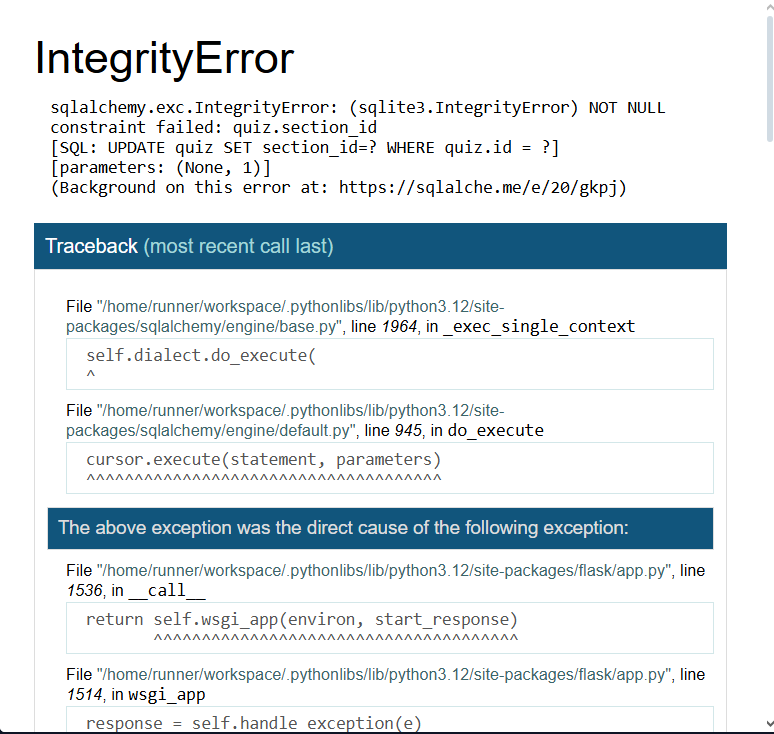 IntegrityError
sqlalchemy.exc.IntegrityError: (sqlite3.IntegrityError) NOT NULL
constraint failed: quiz.section_id
[SQL: UPDATE quiz SET section_id=? WHERE quiz.id = ?]
[parameters: (None, 1)]
(Background on this error at: https://sqlalche.me/e/20/gkpj)
Traceback (most recent call last)
File "/home/runner/workspace/.pythonlibs/lib/python3.12/site-
packages/sqlalchemy/engine/base.py", line 1964, in _exec_single_context
self.dialect.do_execute(
^
File "/home/runner/workspace/.pythonlibs/lib/python3.12/site-
packages/sqlalchemy/engine/default.py", line 945, in do_execute
cursor.execute(statement, parameters)
^^^^^^^^^^^^^^^^^^^^^^^^^^^^^^^^^^^^^
The above exception was the direct cause of the following exception:
File "/home/runner/workspace/.pythonlibs/lib/python3.12/site-packages/flask/app.py", line
1536, in __call__
return self.wsgi_app(environ, start_response)
^^^^^^^^^^^^^^^^^^^^^^^^^^^^^^^^^^^^^^
File "/home/runner/workspace/.pythonlibs/lib/python3.12/site-packages/flask/app.py", line
1514, in wsgi_app
response = self.handle_exception(e)